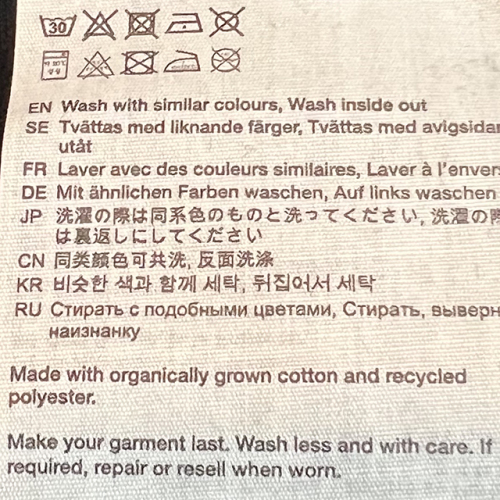 30
EN Wash with similar colours, Wash inside out
SE Tvättas med liknande färger, Tvättas med avigsidan
utåt
FR Laver avec des couleurs similaires, Laver à l'envers
DE Mit ähnlichen Farben waschen, Auf links waschen
JP 洗濯の際は同系色のものと洗ってください, 洗濯の際
は裏返しにしてください
CN 同类颜色可共洗, 反面洗涤
KR 비슷한 색과 함께 세탁, 뒤집어서 세탁
RU Стирать с подобными цветами, Стирать, выверн
наизнанку
Made with organically grown cotton and recycled
polyester.
Make your garment last. Wash less and with care. If
required, repair or resell when worn.